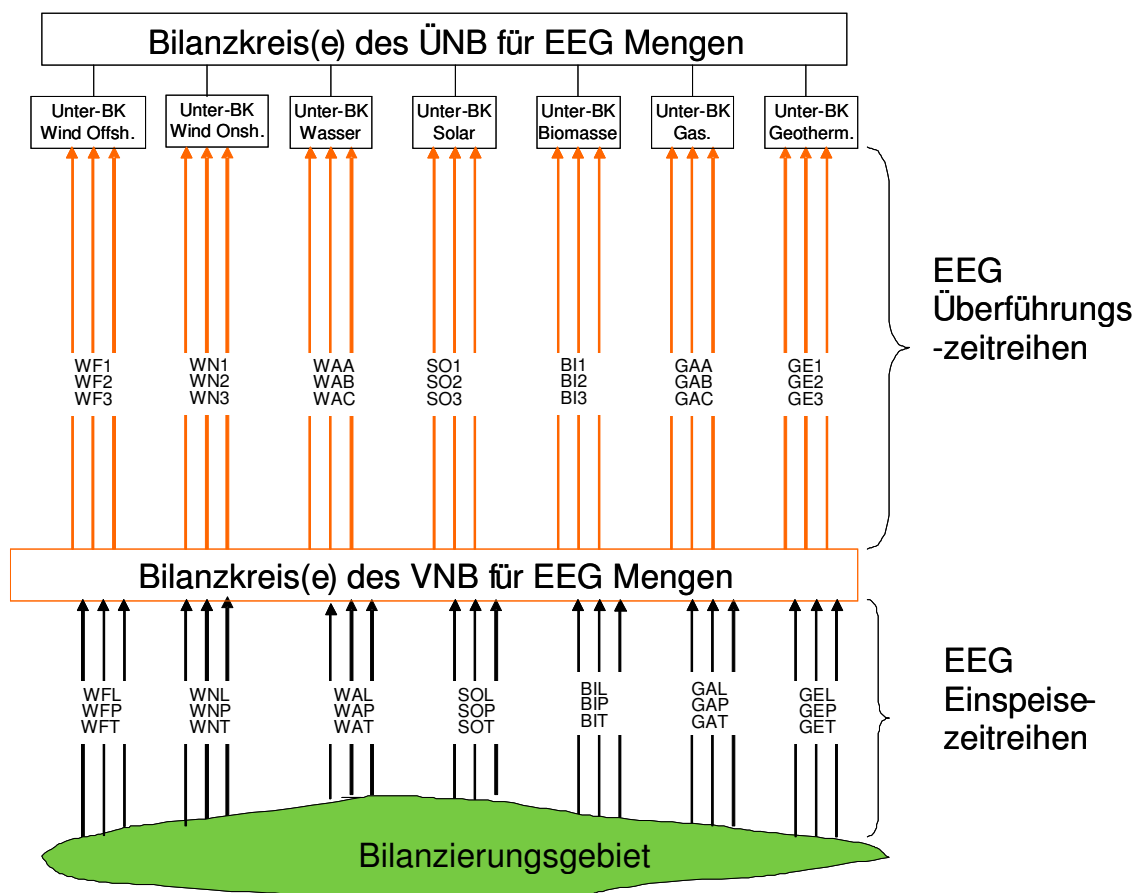 Bilanzkreis(e) des ÜNB für EEG Mengen
Unter-BK
Wind Offsh.
Unter-BK
Wind Onsh.
Unter-BK
Wasser
Unter-BK
Solar
Unter-BK
Biomasse
Unter-BK
Gas.
Unter-BK
Geotherm.
EEG
Überführungs
-zeitreihen
WF1
WF2
WF3
WN1
WN2
WN3
WAA
WAB
WAC
SO1
SO2
SO3
BI1
BI2
BI3
GAA
GAB
GAC
GE1
GE2
GE3
Bilanzkreis(e) des VNB für EEG Mengen
WFL
WFP
WFT
WNL
WNP
WNT
WAL
WAP
WAT
SOL
SOP
SOT
BIL
BIP
BIT
GAL
GAP
GAT
GEL
GEP
GET
EEG
Einspeise-
zeitreihen
Bilanzierungsgebiet